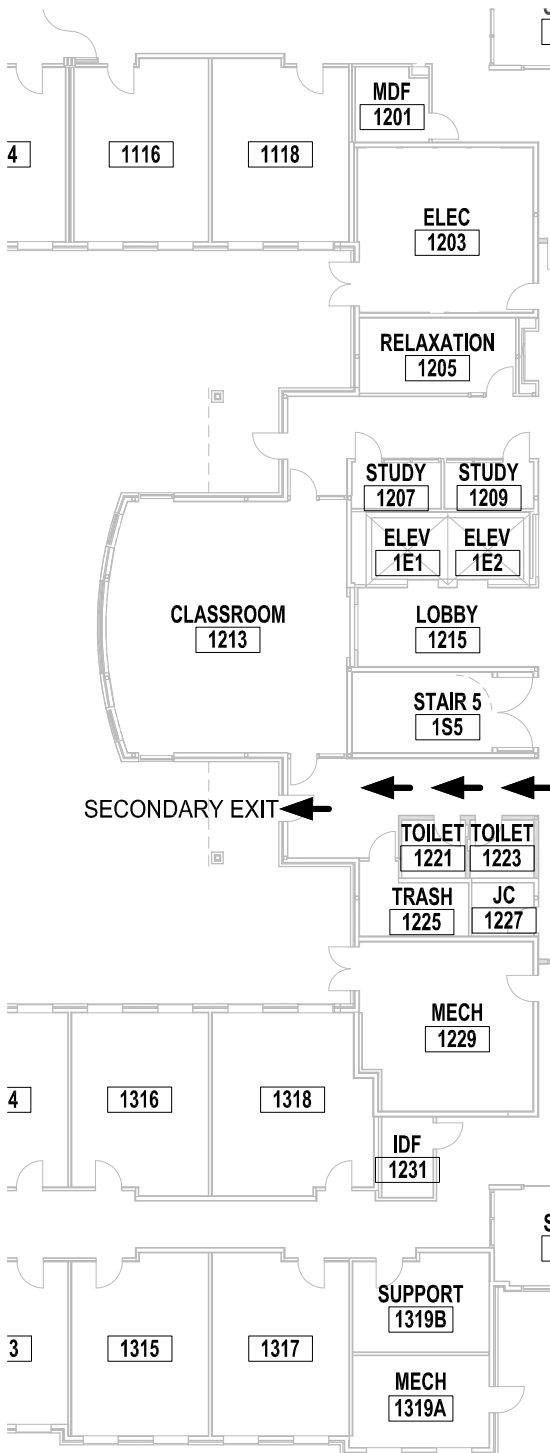 MDF
1201
4
1116
1118
ELEC
1203
RELAXATION
1205
STUDY
1207
STUDY
1209
ELEV
1E1
ELEV
1E2
CLASSROOM
1213
LOBBY
1215
STAIR 5
1S5
SECONDARY EXIT
TOILET
1221
TOILET
1223
TRASH
1225
JC
1227
MECH
1229
4
1316
1318
IDF
1231
SUPPORT
1319B
3
1315
1317
MECH
1319A